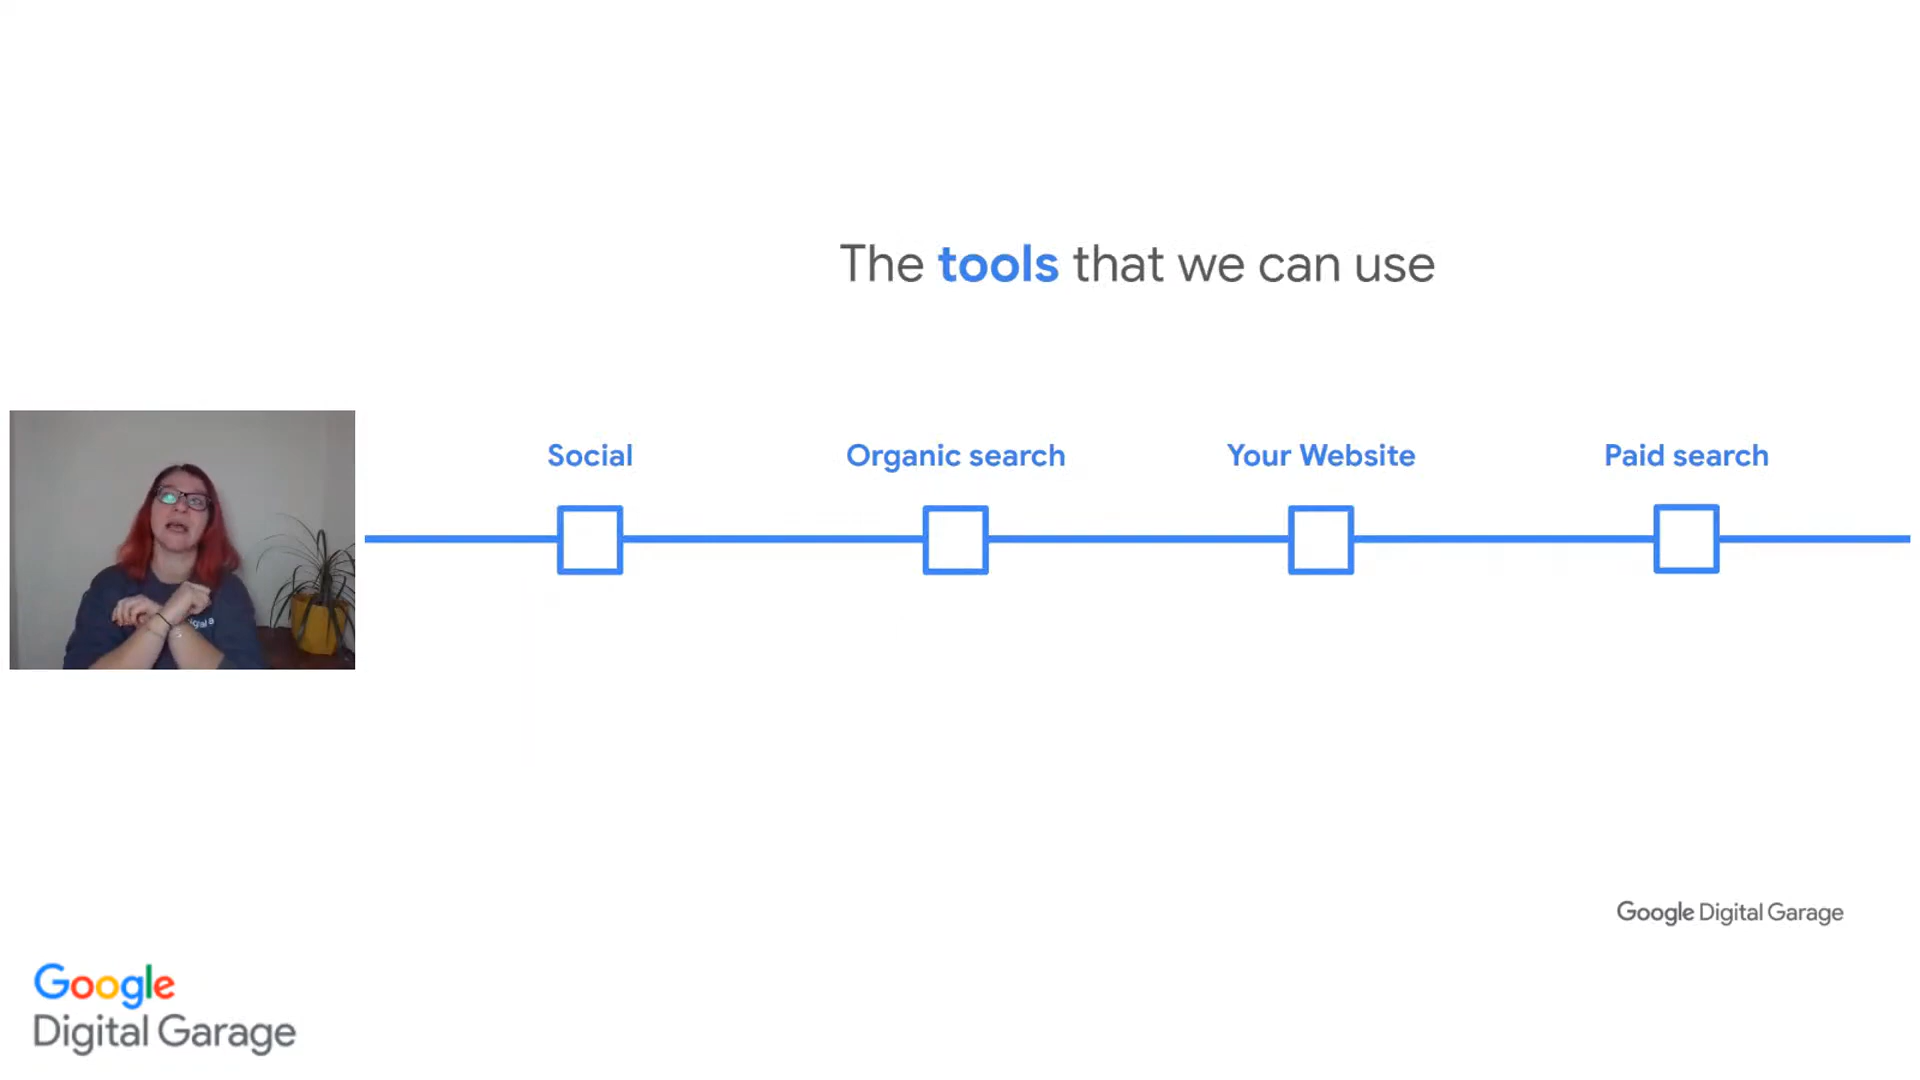 The tools that we can use
Social
Organic search
Your Website
Paid search
Google Digital Garage
Google
Digital Garage